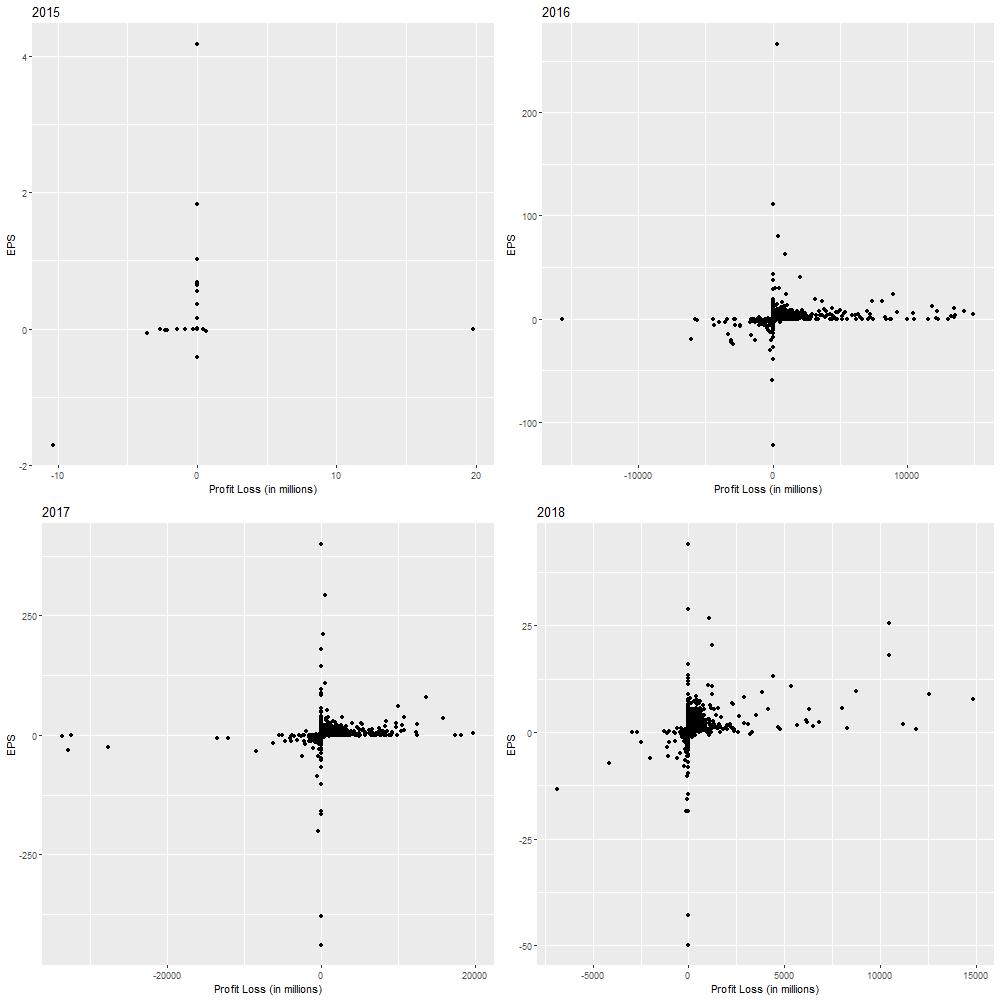 2015
4
2
0
-2
EPS
-10 0 10 20
Profit Loss (in millions)
2016
200
100
0
-100
EPS
-10000 0 10000
Profit Loss (in millions)
2017
250
0
-250
EPS
-20000 0 20000
Profit Loss (in millions)
2018
25
0
-25
-50
EPS
-5000 0 5000 10000 15000
Profit Loss (in millions)